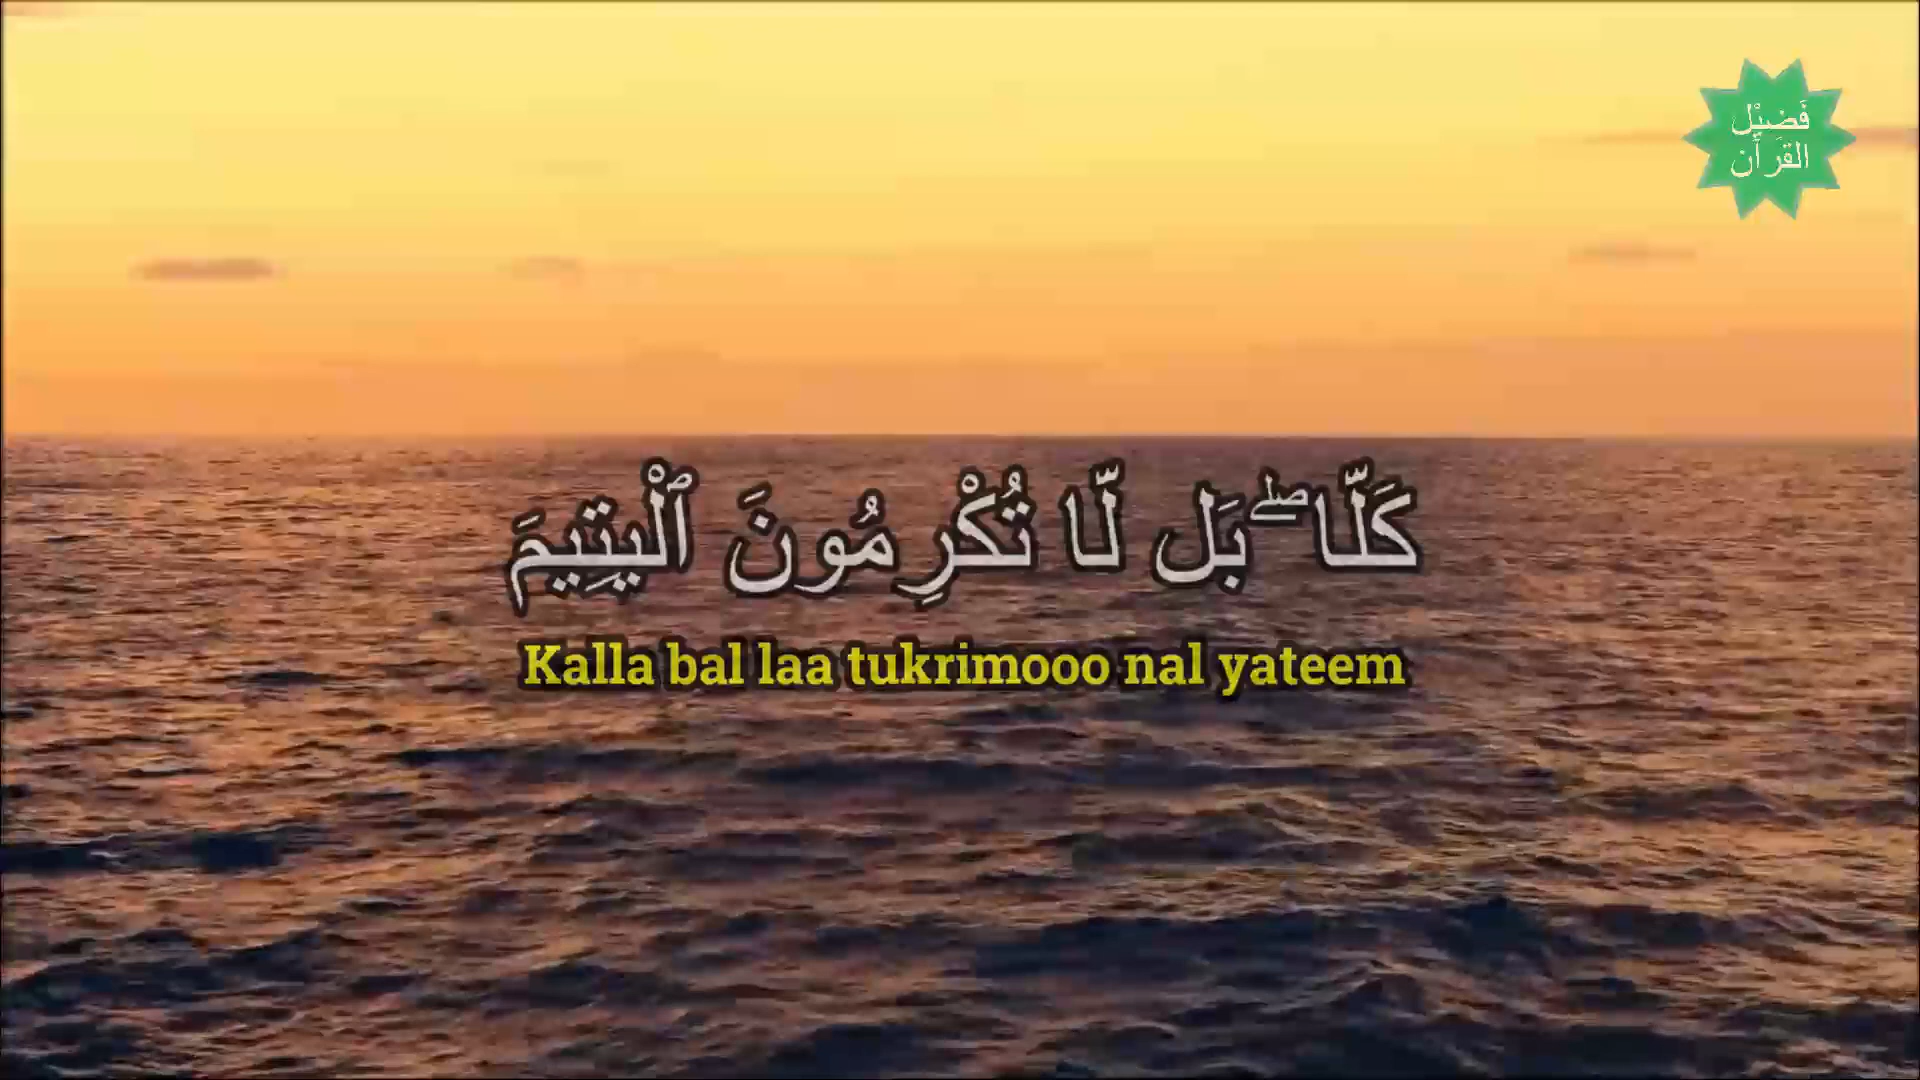 فَضِيْل
القرآن
كَلَّا ۖ بَل لَّا تُكْرِمُونَ ٱلْيَتِيمَ
Kalla bal laa tukrimooo nal yateem